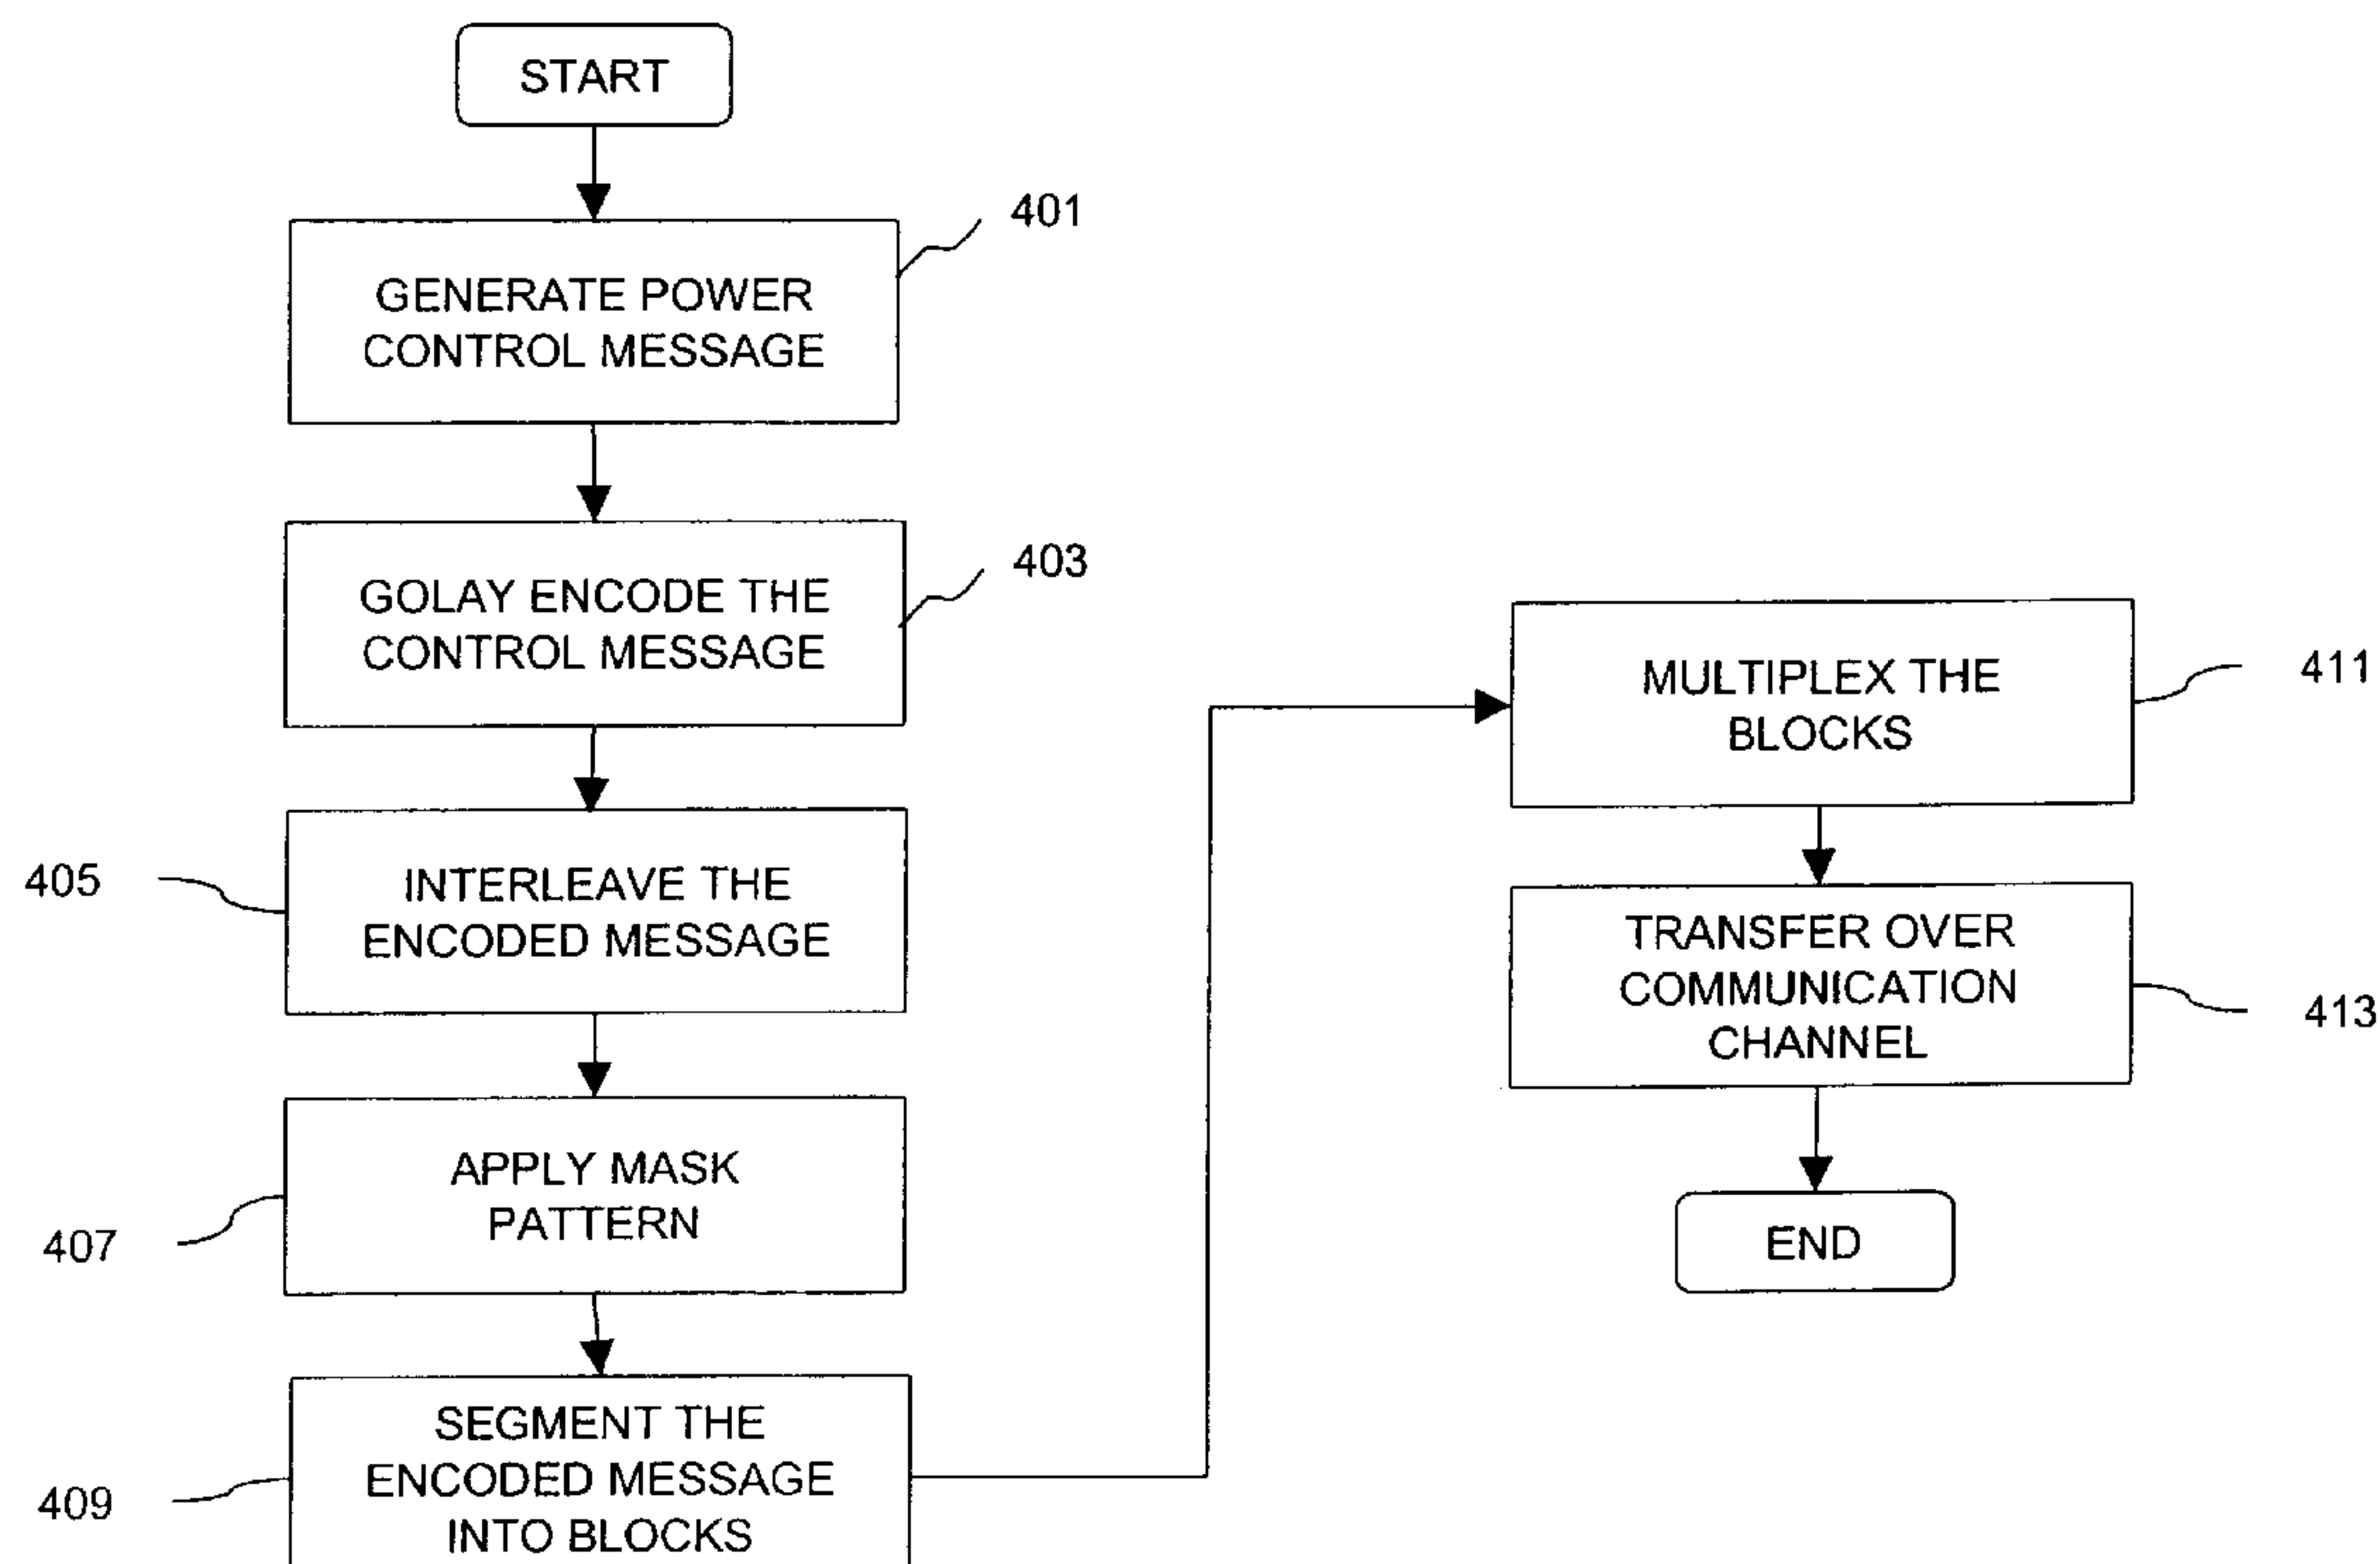 START
401
GENERATE POWER
CONTROL MESSAGE
403
GOLAY ENCODE THE
CONTROL MESSAGE
405
INTERLEAVE THE
ENCODED MESSAGE
407
APPLY MASK
PATTERN
409
SEGMENT THE
ENCODED MESSAGE
INTO BLOCKS
411
MULTIPLEX THE
BLOCKS
413
TRANSFER OVER
COMMUNICATION
CHANNEL
END